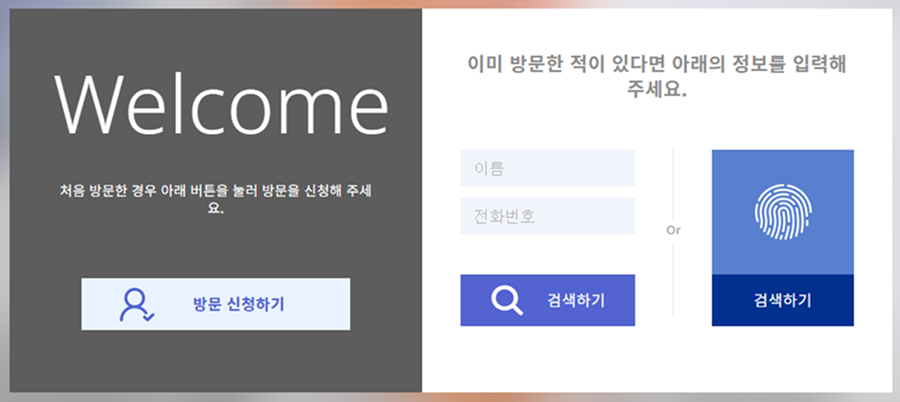 Welcome
처음 방문한 경우 아래 버튼을 눌러 방문을 신청해 주세
요.
방문 신청하기
이미 방문한 적이 있다면 아래의 정보를 입력해
주세요.
이름
전화번호
검색하기
Or
검색하기